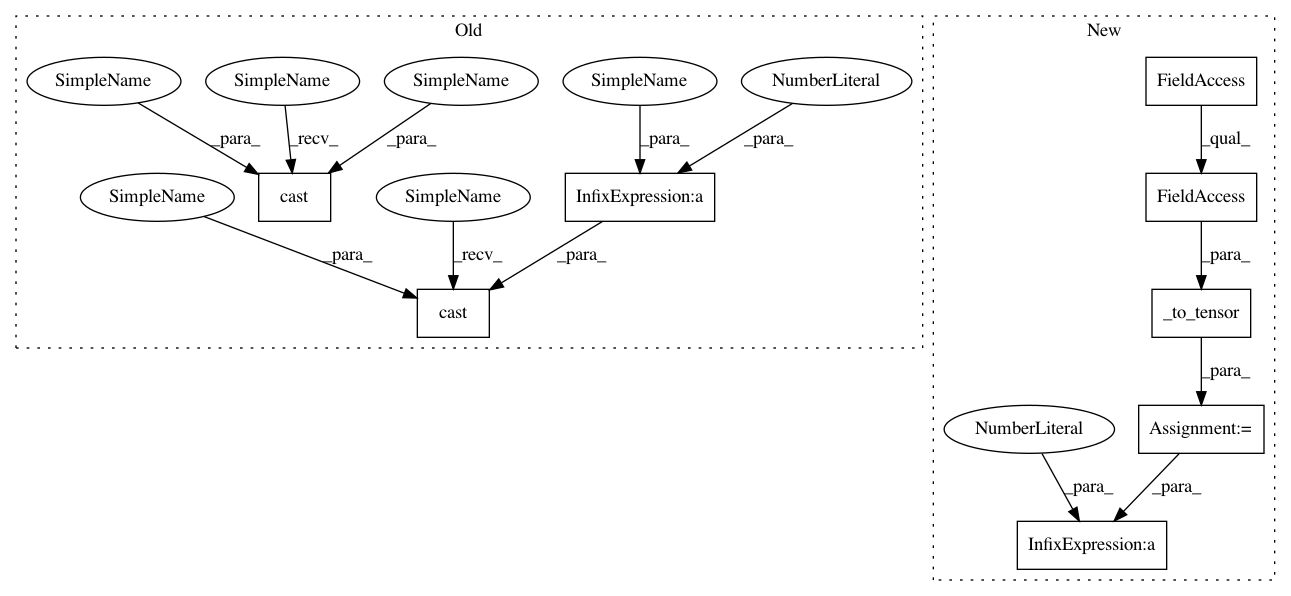 Old
New
SimpleName
SimpleName
SimpleName
SimpleName
NumberLiteral
FieldAccess
_para_
_recv_
_para_
_para_
_para_
_qual_
SimpleName
cast
SimpleName
InfixExpression:a
FieldAccess
_para_
_recv_
_para_
_para_
cast
_to_tensor
_para_
NumberLiteral
Assignment:=
_para_
_para_
InfixExpression:a